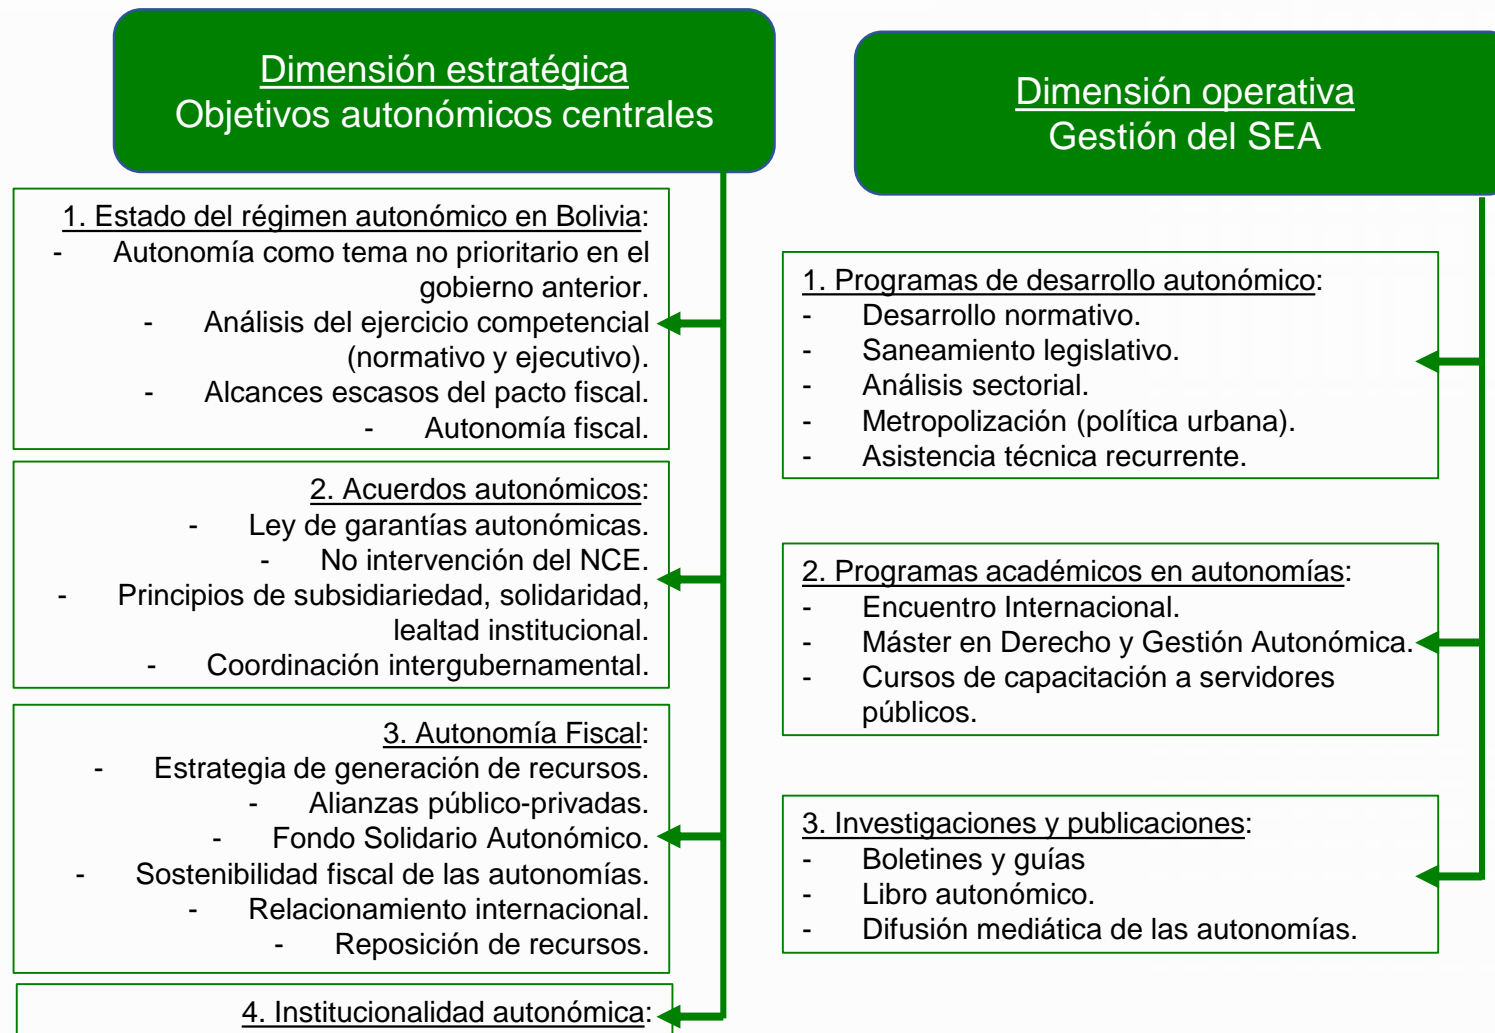 Dimensión estratégica
Objetivos autonómicos centrales
1. Estado del régimen autonómico en Bolivia:
- Autonomía como tema no prioritario en el
gobierno anterior.
- Análisis del ejercicio competencial
(normativo y ejecutivo).
- Alcances escasos del pacto fiscal.
- Autonomía fiscal.
2. Acuerdos autonómicos:
- Ley de garantías autonómicas.
- No intervención del NCE.
- Principios de subsidiariedad, solidaridad,
lealtad institucional.
- Coordinación intergubernamental.
3. Autonomía Fiscal:
- Estrategia de generación de recursos.
- Alianzas público-privadas.
- Fondo Solidario Autonómico.
- Sostenibilidad fiscal de las autonomías.
- Relacionamiento internacional.
- Reposición de recursos.
4. Institucionalidad autonómica:
Dimensión operativa
Gestión del SEA
1. Programas de desarrollo autonómico:
- Desarrollo normativo.
- Saneamiento legislativo.
- Análisis sectorial.
- Metropolización (política urbana).
- Asistencia técnica recurrente.
2. Programas académicos en autonomías:
- Encuentro Internacional.
- Máster en Derecho y Gestión Autonómica.
- Cursos de capacitación a servidores
públicos.
3. Investigaciones y publicaciones:
- Boletines y guías
- Libro autonómico.
- Difusión mediática de las autonomías.